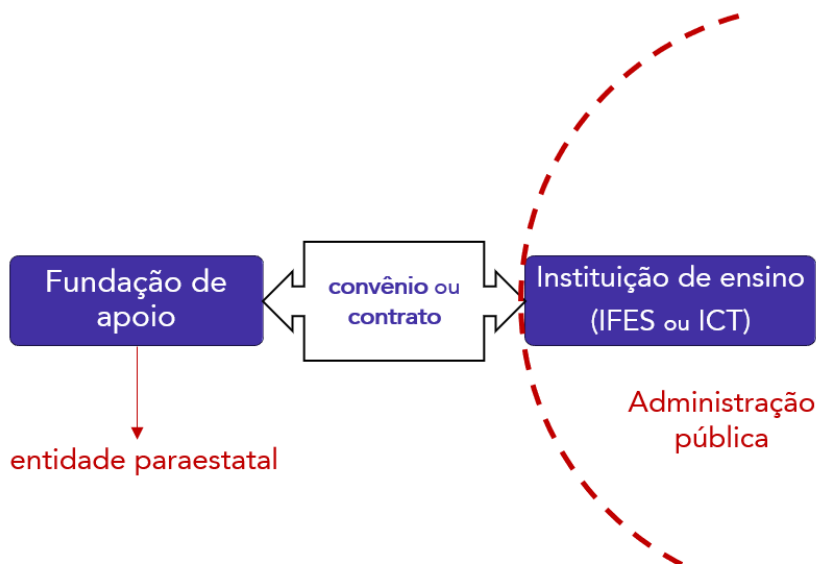 Fundação de
apoio
convênio ou
contrato
Instituição de ensino
(IFES ou ICT)
Administração
pública
entidade paraestatal